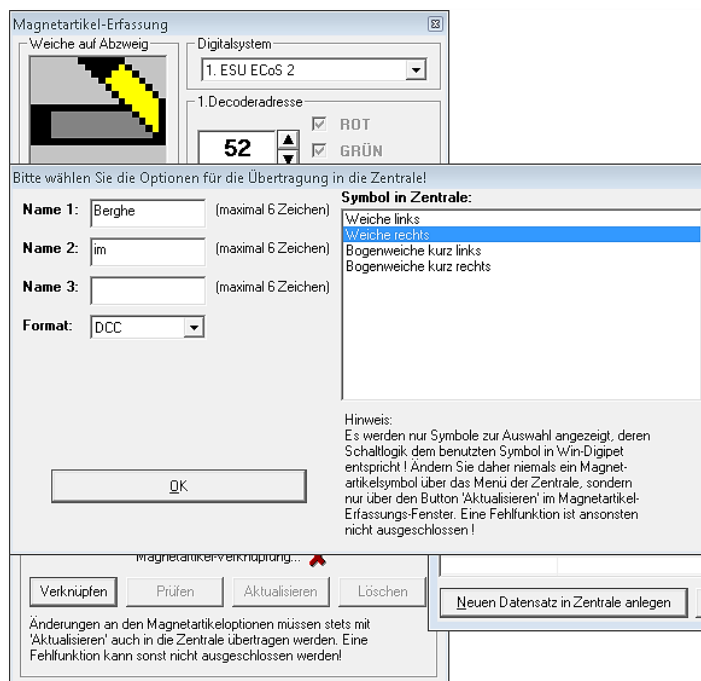 Magnetartikel-Erfassung
Weiche auf Abzweig
Digitalsystem
1. ESU ECoS 2
1.Decoderadresse
52
ROT
GRÜN
Bitte wählen Sie die Optionen für die Übertragung in die Zentrale!
Name 1: Berghe (maximal 6 Zeichen)
Name 2: im (maximal 6 Zeichen)
Name 3: (maximal 6 Zeichen)
Format: DCC
OK
Symbol in Zentrale:
Weiche links
Weiche rechts
Bogenweiche kurz links
Bogenweiche kurz rechts
Hinweis:
Es werden nur Symbole zur Auswahl angezeigt, deren
Schaltlogik dem benutzten Symbol in Win-Digipet
entspricht ! Ändern Sie daher niemals ein Magnet-
artikelsymbol über das Menü der Zentrale, sondern
nur über den Button 'Aktualisieren' im Magnetartikel-
Erfassungs-Fenster. Eine Fehlfunktion ist ansonsten
nicht ausgeschlossen !
Magnetartikel-Verknüpfung...
Verknüpfen Prüfen Aktualisieren Löschen
Änderungen an den Magnetartikeloptionen müssen stets mit
'Aktualisieren' auch in die Zentrale übertragen werden. Eine
Fehlfunktion kann sonst nicht ausgeschlossen werden!
Neuen Datensatz in Zentrale anlegen